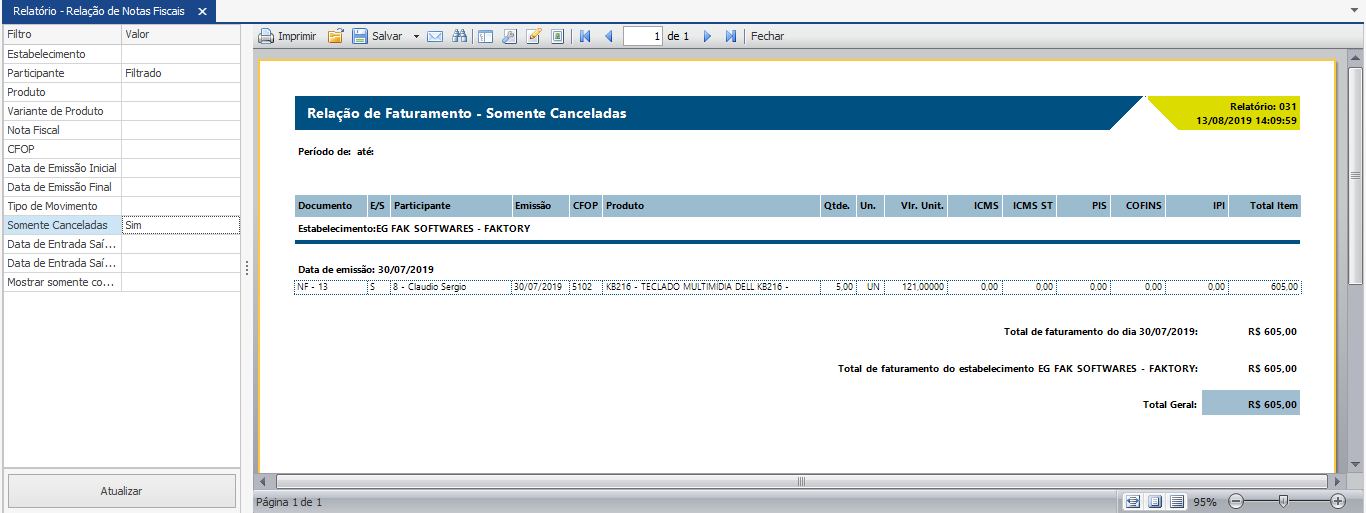 Relatório - Relação de Notas Fiscais
Filtro Valor
Estabelecimento
Participante Filtrado
Produto
Variante de Produto
Nota Fiscal
CFOP
Data de Emissão Inicial
Data de Emissão Final
Tipo de Movimento
Somente Canceladas Sim
Data de Entrada Saí...
Data de Entrada Saí...
Mostrar somente co...
Atualizar
Imprimir Salvar 1 de 1 Fechar
Relação de Faturamento - Somente Canceladas
Relatório: 031
13/08/2019 14:09:59
Período de: até:
Documento E/S Participante Emissão CFOP Produto Qtde. Un. Vlr. Unit. ICMS ICMS ST PIS COFINS IPI Total Item
Estabelecimento:EG FAK SOFTWARES - FAKTORY
Data de emissão: 30/07/2019
NF - 13 S 8 - Claudio Sergio 30/07/2019 5102 KB216 - TECLADO MULTIMÍDIA DELL KB216 - 5,00 UN 121,00000 0,00 0,00 0,00 0,00 0,00 605,00
Total de faturamento do dia 30/07/2019: R$ 605,00
Total de faturamento do estabelecimento EG FAK SOFTWARES - FAKTORY: R$ 605,00
Total Geral: R$ 605,00
Página 1 de 1 95%